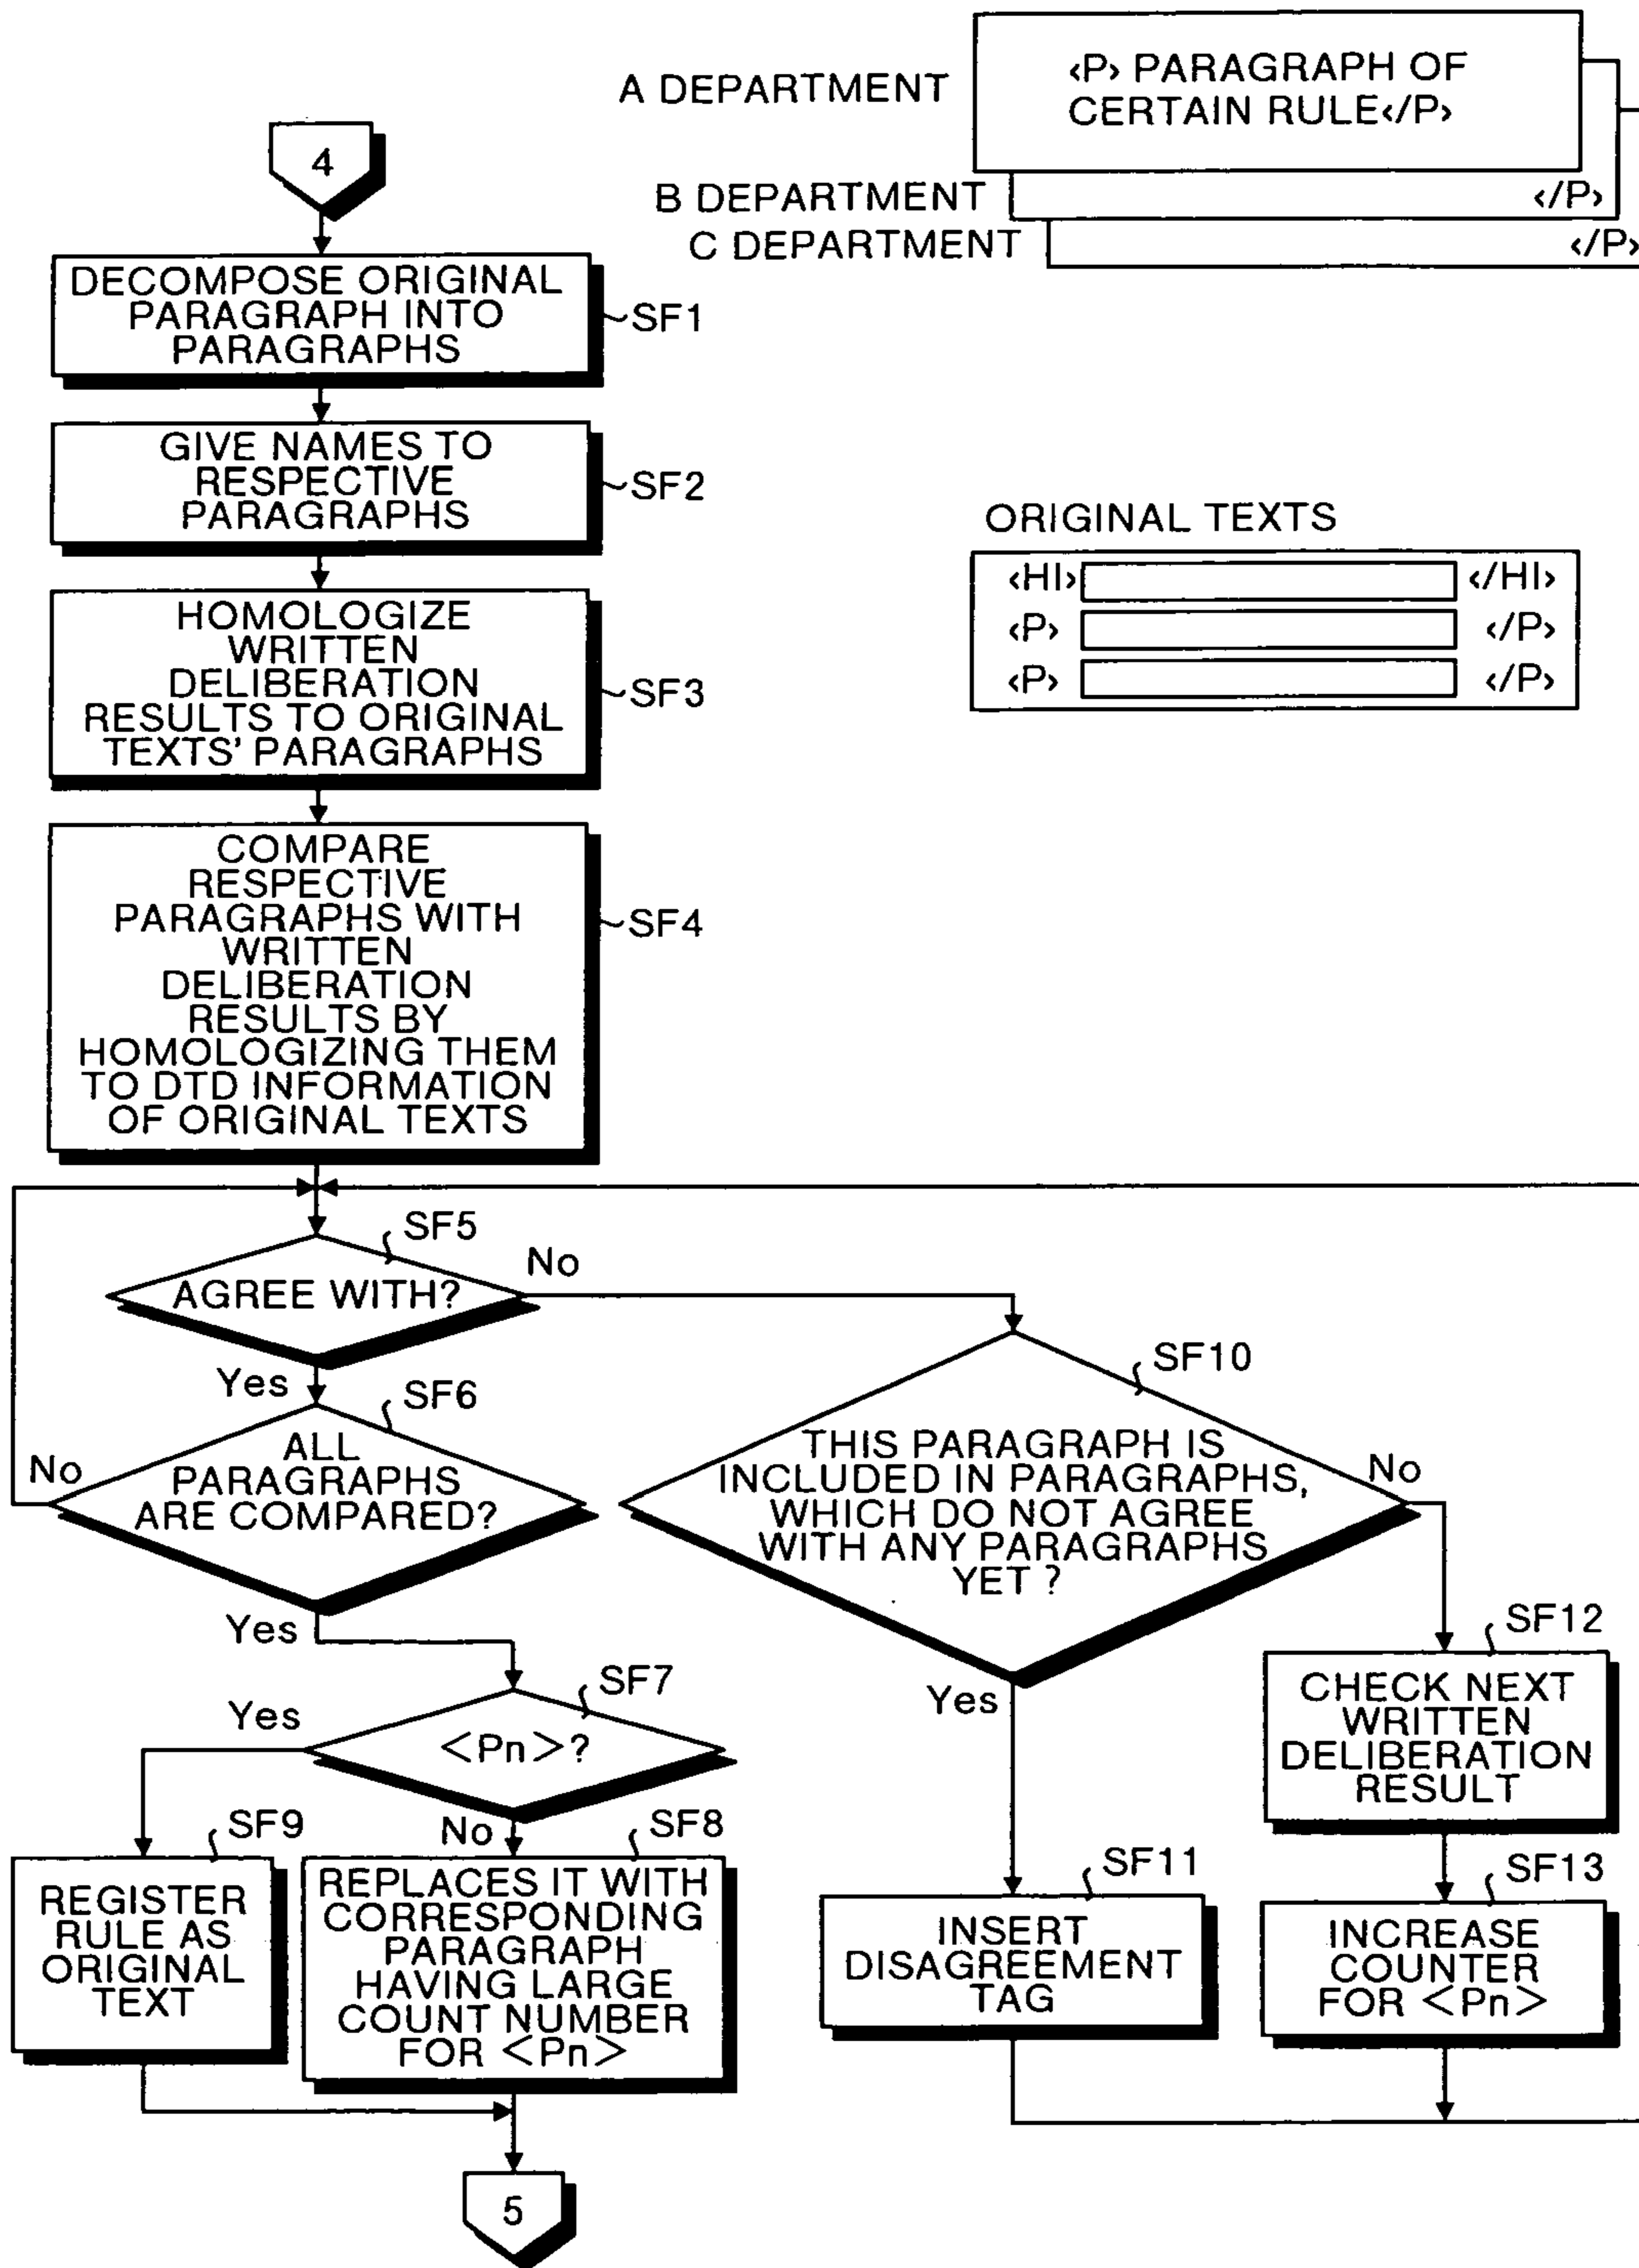 A DEPARTMENT
‹P› PARAGRAPH OF
CERTAIN RULE‹/P›
B DEPARTMENT
‹/P›
C DEPARTMENT
‹/P›
4
DECOMPOSE ORIGINAL
PARAGRAPH INTO
PARAGRAPHS
SF1
GIVE NAMES TO
RESPECTIVE
PARAGRAPHS
SF2
ORIGINAL TEXTS
‹HI› ‹/HI›
‹P› ‹/P›
‹P› ‹/P›
HOMOLOGIZE
WRITTEN
DELIBERATION
RESULTS TO ORIGINAL
TEXTS' PARAGRAPHS
SF3
COMPARE
RESPECTIVE
PARAGRAPHS WITH
WRITTEN
DELIBERATION
RESULTS BY
HOMOLOGIZING THEM
TO DTD INFORMATION
OF ORIGINAL TEXTS
SF4
SF5
AGREE WITH?
No
Yes
SF6
ALL
PARAGRAPHS
ARE COMPARED?
No
Yes
SF10
THIS PARAGRAPH IS
INCLUDED IN PARAGRAPHS,
WHICH DO NOT AGREE
WITH ANY PARAGRAPHS
YET ?
No
Yes
SF7
<Pn>?
Yes
No
SF12
CHECK NEXT
WRITTEN
DELIBERATION
RESULT
SF9
REGISTER
RULE AS
ORIGINAL
TEXT
SF8
REPLACES IT WITH
CORRESPONDING
PARAGRAPH
HAVING LARGE
COUNT NUMBER
FOR <Pn>
SF11
INSERT
DISAGREEMENT
TAG
SF13
INCREASE
COUNTER
FOR <Pn>
5